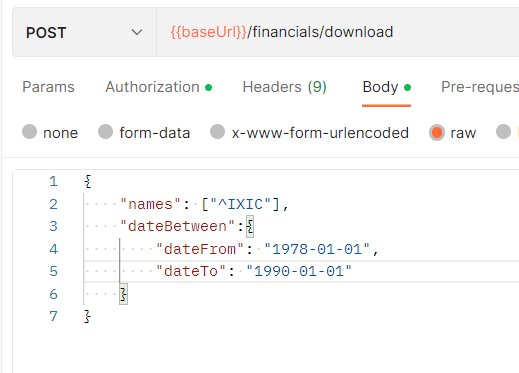 POST {{baseUrl}}/financials/download
Params Authorization Headers (9) Body Pre-reques
none form-data x-www-form-urlencoded raw
1 {
2 "names": ["^IXIC"],
3 "dateBetween":{
4 "dateFrom": "1978-01-01",
5 "dateTo": "1990-01-01"
6 }
7 }